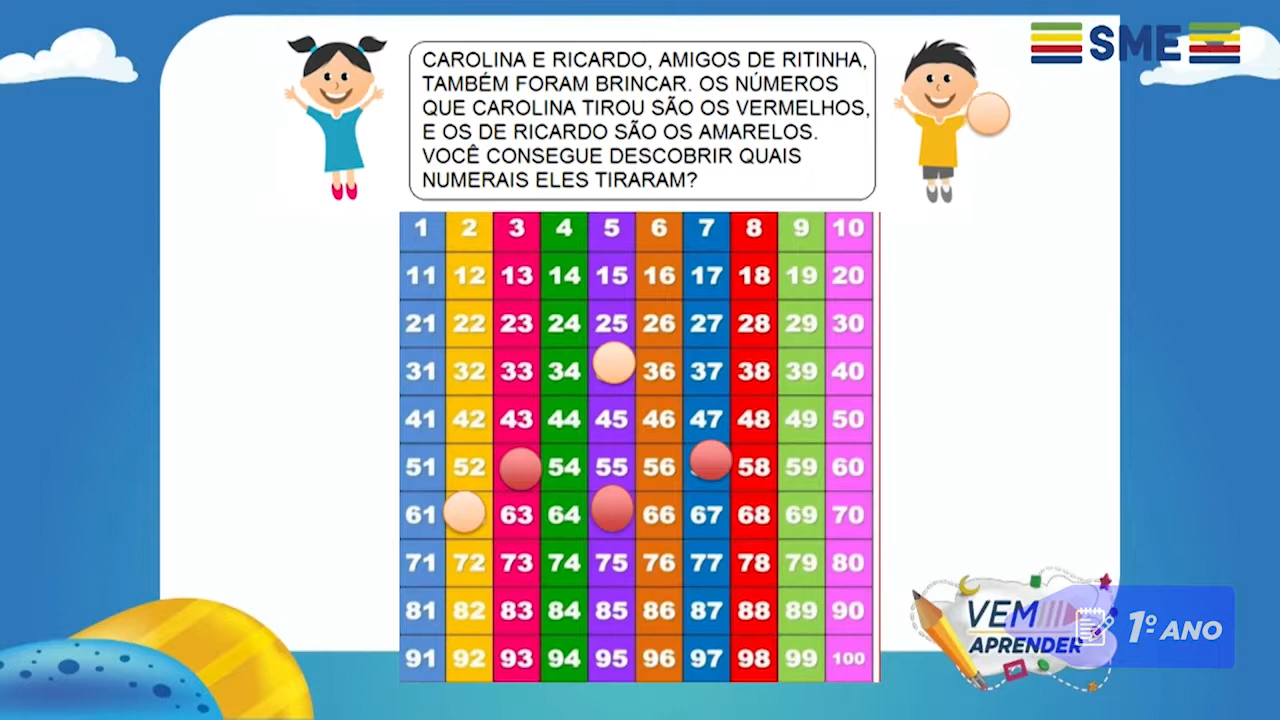 SME
CAROLINA E RICARDO, AMIGOS DE RITINHA,
TAMBÉM FORAM BRINCAR. OS NÚMEROS
QUE CAROLINA TIROU SÃO OS VERMELHOS,
E OS DE RICARDO SÃO OS AMARELOS.
VOCÊ CONSEGUE DESCOBRIR QUAIS
NUMERAIS ELES TIRARAM?
1 2 3 4 5 6 7 8 9 10
11 12 13 14 15 16 17 18 19 20
21 22 23 24 25 26 27 28 29 30
31 32 33 34 36 37 38 39 40
41 42 43 44 45 46 47 48 49 50
51 52 54 55 56 58 59 60
61 63 64 66 67 68 69 70
71 72 73 74 75 76 77 78 79 80
81 82 83 84 85 86 87 88 89 90
91 92 93 94 95 96 97 98 99 100
VEM
APRENDER
1º ANO